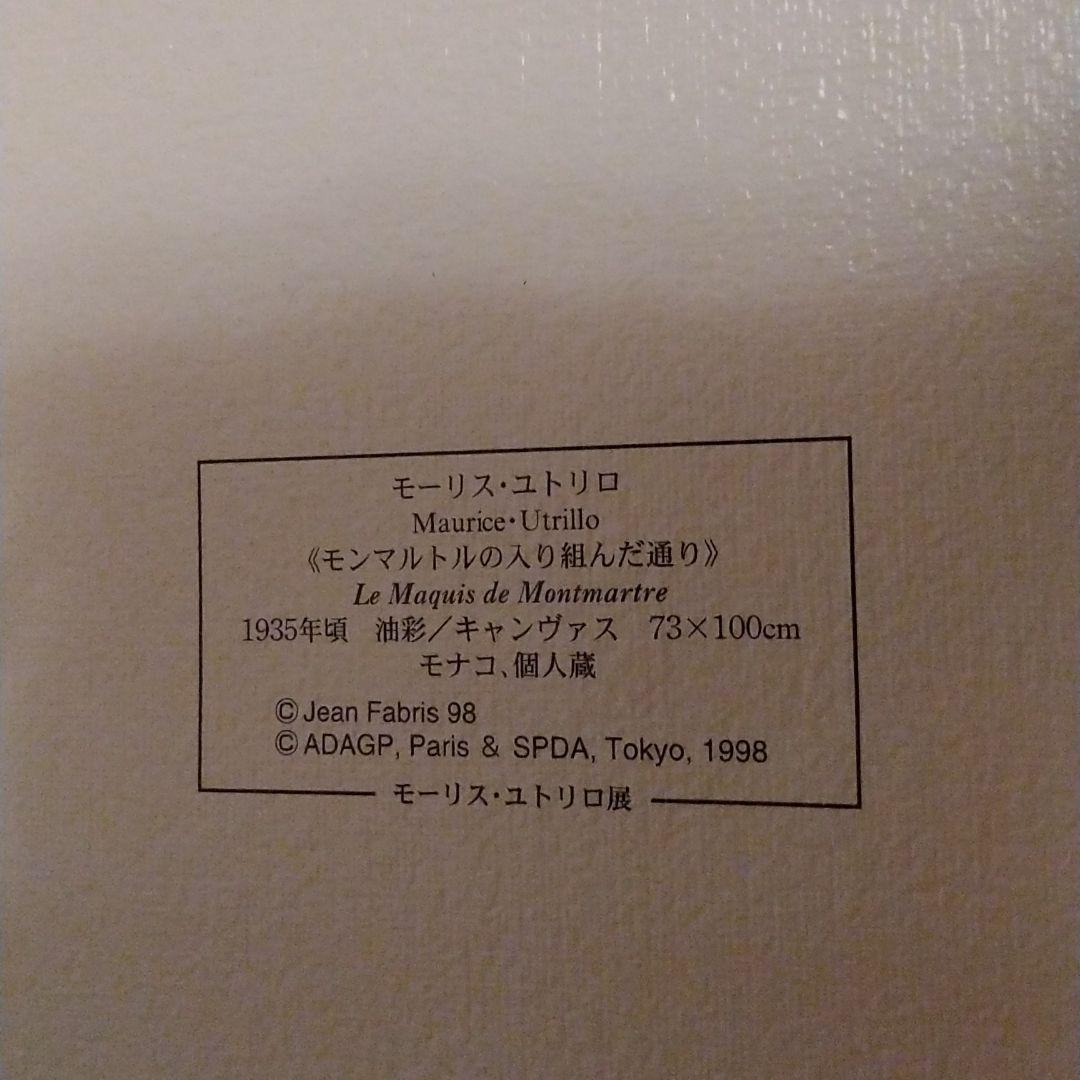 モーリス・ユトリロ
Maurice・Utrillo
《モンマルトルの入り組んだ通り》
Le Maquis de Montmartre
1935年頃　油彩／キャンヴァス　73×100cm
モナコ、個人蔵
©Jean Fabris 98
©ADAGP, Paris & SPDA, Tokyo, 1998
モーリス・ユトリロ展